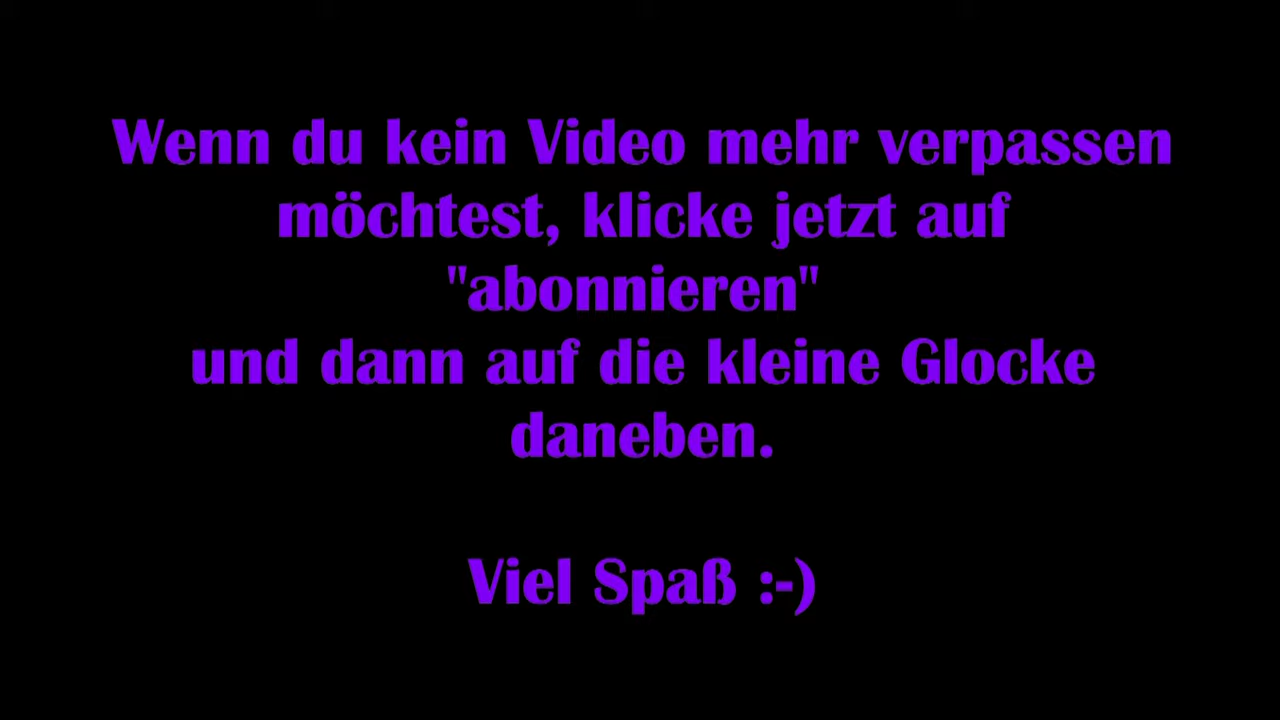 Wenn du kein Video mehr verpassen
möchtest, klicke jetzt auf
"abonnieren"
und dann auf die kleine Glocke
daneben.
Viel Spaß :-)